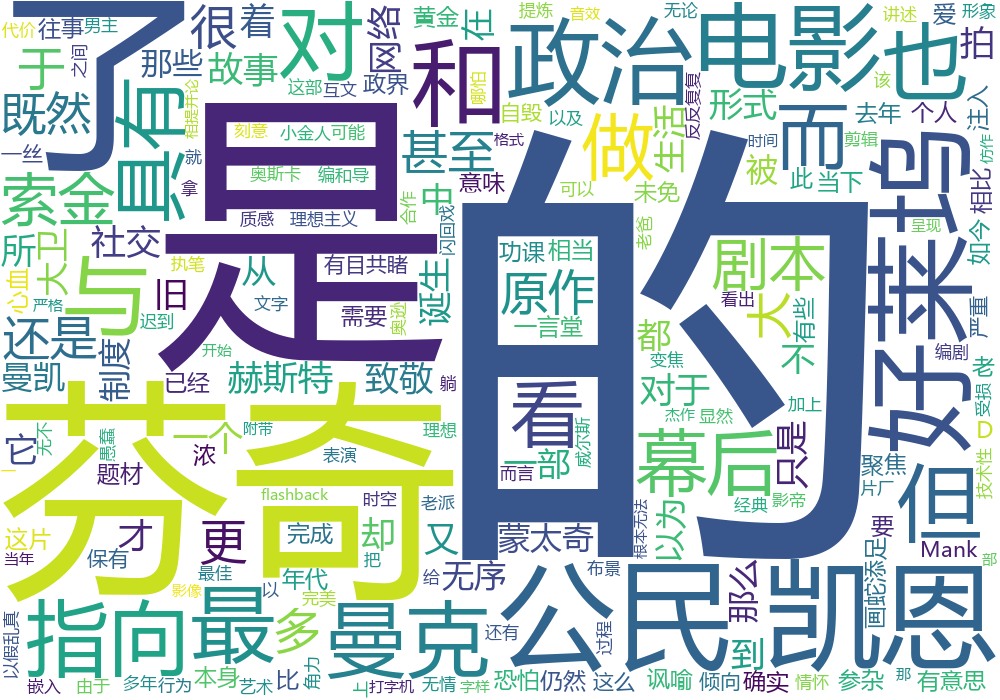 的
是
芬奇
了
公民凯恩
好莱坞
政治
电影
也
对
和
最
指向
曼克
幕后
做
而
但
与
具有
看
剧本
原作
大
更
多
索金
既然
还是
甚至
很
着
于
故事
那些
往事
代价
男主
之间
这部
互文
政界
网络
黄金
在
提炼
音效
无论
讲述
爱
形象
拍
该
自毁
哪怕
小金人可能
刻意
格式
以及
反反复复
生活
形式
去年
个人
注入
剪辑
时间
仿作
一丝
相提并论
就
拿
奥斯卡
编和导
意味
中
合作
闪回戏
可以
未免
被
此
当下
相比
如今
呈现
质感
理想主义
社交
所
大卫
心血
执笔
有目共睹
从
旧
文字
需要
奥逊
诞生
功课
相当
老爸
一言堂
都
看出
不
有些
严重
严格
迟到
制度
开始
曼凯
已经
赫斯特
致敬
躺
威尔斯
变焦
对于
杰作
显然
加上
编剧
老
受损
D
技术性
它
无不
愚蠢
一个
附带
浓
理想
表演
一部
而言
只是
聚焦
片厂
题材
flashback
时空
老派
蒙太奇
以为
根本无法
经典
影帝
要
Mank
部
这片
当年
才
保有
最佳
完成
却
又
把
年代
以
影像
给
无序
布景
那么
画蛇添足
完美
还有
过程
到
以假乱真
嵌入
由于
多年
行为
本身
艺术
比
角力
上
打字机
无情
字样
恐怕
仍然
这么
讽喻
倾向
确实
情怀
参杂
那
有意思
一